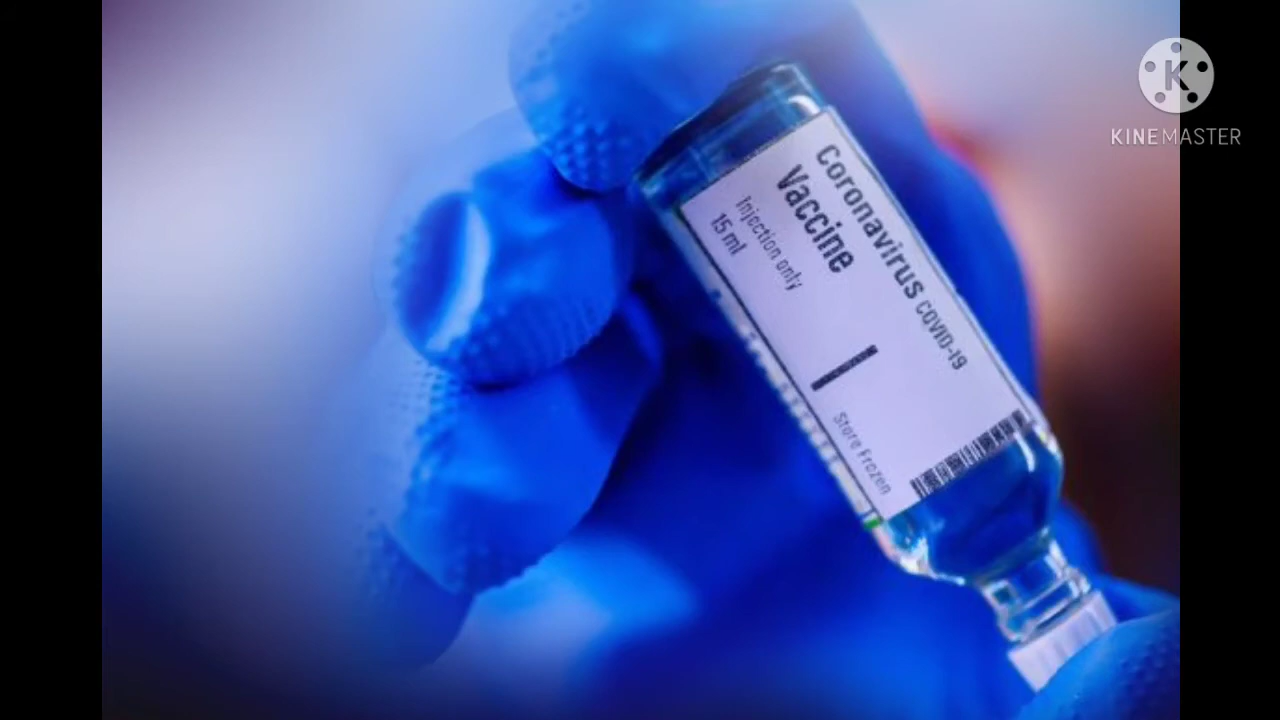 Coronavirus COVID-19
Vaccine
Injection only
15 ml
Store Frozen
K
KINEMASTER